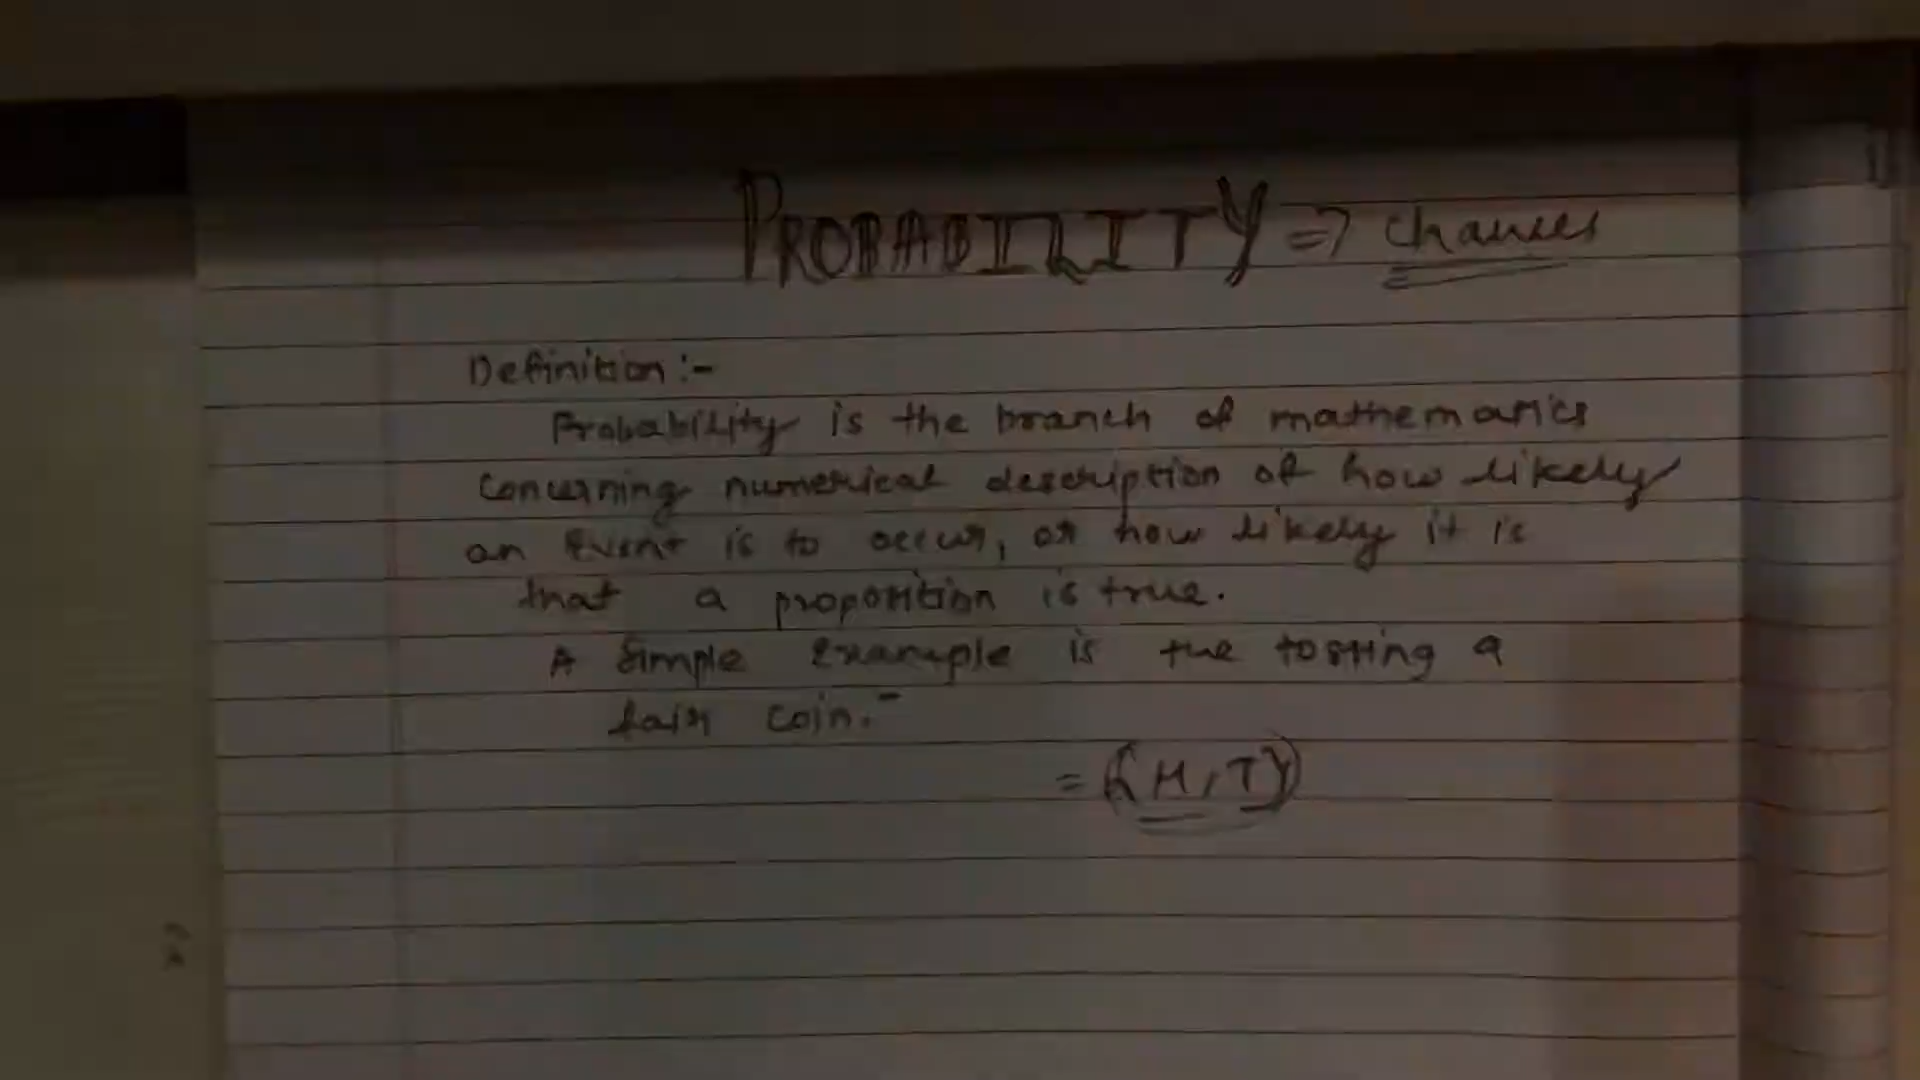 PROBABILITY => chances
Definition :-
Probability is the branch of mathematics
concerning numerical description of how likely
an Event is to occur, or how likely it is
that a proposition is true.
A Simple Example is the tossing a
fair coin.-
= ({H,T})